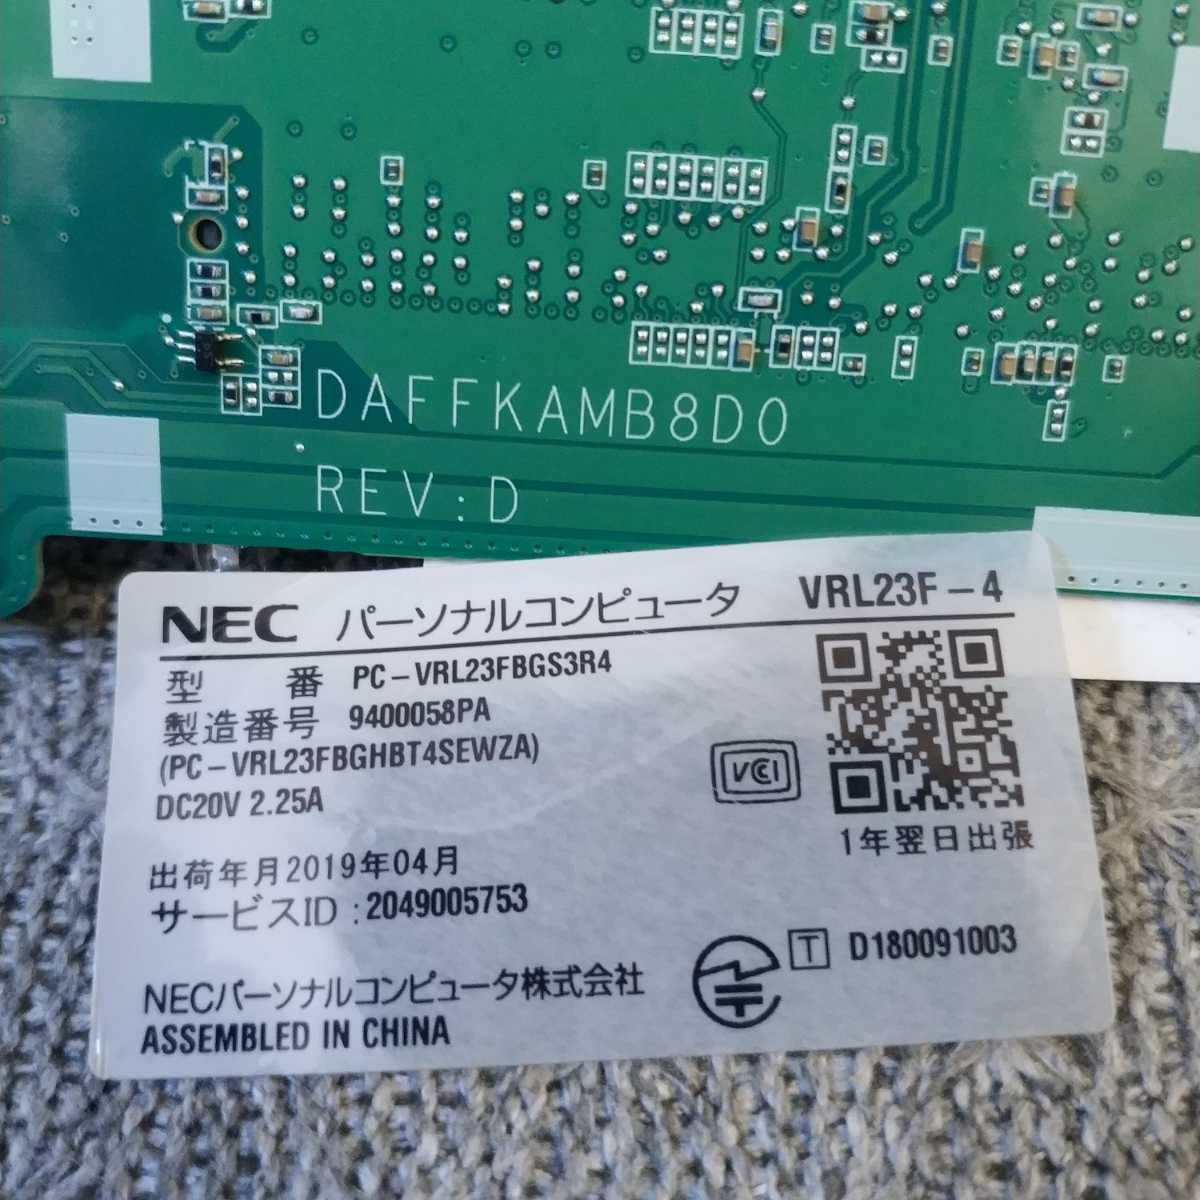 DAFFKAMB8D0
REV:D
NEC パーソナルコンピュータ VRL23F-4
型番 PC-VRL23FBGS3R4
製造番号 9400058PA
(PC-VRL23FBGHBT4SEWZA)
DC20V 2.25A
VCCI
1年翌日出張
出荷年月2019年04月
サービスID:2049005753
T D180091003
NECパーソナルコンピュータ株式会社
ASSEMBLED IN CHINA